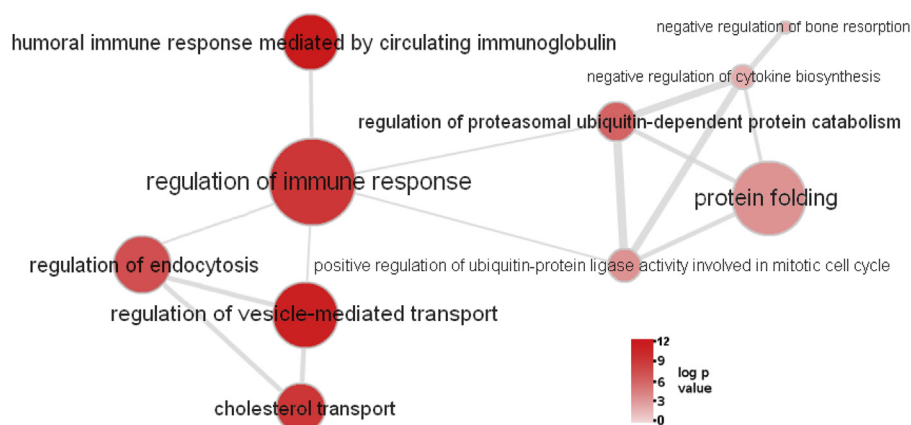 negative regulation of bone resorption
humoral immune response mediated by circulating immunoglobulin
negative regulation of cytokine biosynthesis
regulation of proteasomal ubiquitin-dependent protein catabolism
regulation of immune response
protein folding
regulation of endocytosis
positive regulation of ubiquitin-protein ligase activity involved in mitotic cell cycle
regulation of vesicle-mediated transport
cholesterol transport
12
9
6
3
0
log p
value